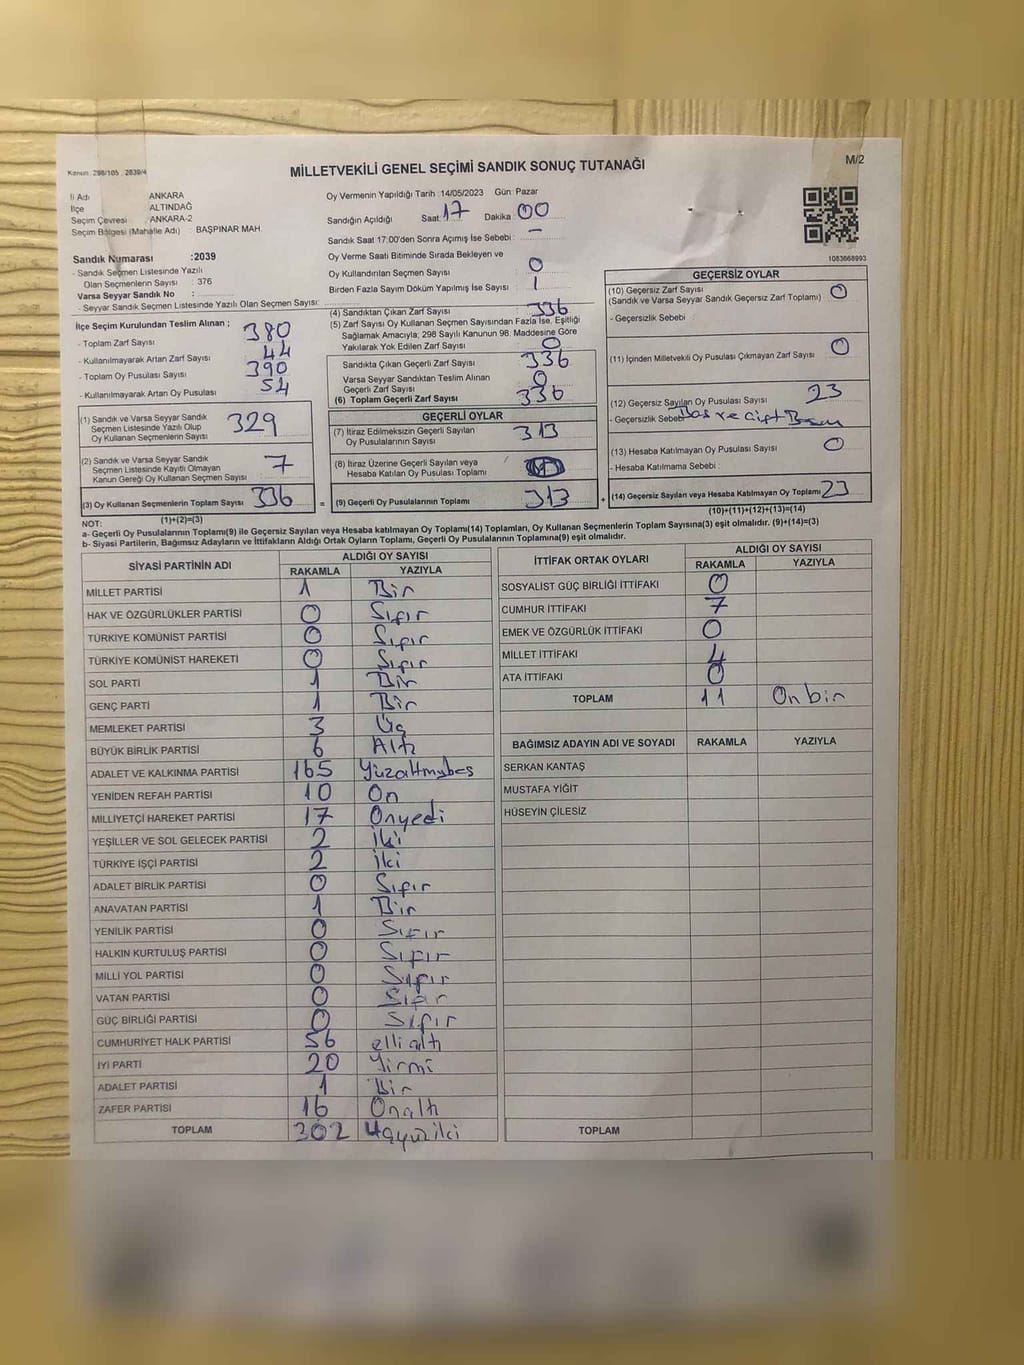 Kanun. 298/105 . 2839/4
MİLLETVEKİLİ GENEL SEÇİMİ SANDIK SONUÇ TUTANAĞI
M/2
İl Adı ANKARA
İlçe ALTINDAĞ
Seçim Çevresi ANKARA-2
Seçim Bölgesi (Mahalle Adı) : BAŞPINAR MAH.
Sandık Numarası :2039
- Sandık Seçmen Listesinde Yazılı
Olan Seçmenlerin Sayısı : 376
Varsa Seyyar Sandık No :
- Seyyar Sandık Seçmen Listesinde Yazılı Olan Seçmen Sayısı:
Oy Vermenin Yapıldığı Tarih :14/05/2023 Gün: Pazar
Sandığın Açıldığı Saat: 17 Dakika: 00
Sandık Saat 17:00'den Sonra Açımış İse Sebebi : -
Oy Verme Saati Bitiminde Sırada Bekleyen ve
Oy Kullandırılan Seçmen Sayısı 0
Birden Fazla Sayım Döküm Yapılmış İse Sayısı : 1
1083668993
İlçe Seçim Kurulundan Teslim Alınan ;
- Toplam Zarf Sayısı 380
- Kullanılmayarak Artan Zarf Sayısı 44
- Toplam Oy Pusulası Sayısı 390
- Kullanılmayarak Artan Oy Pusulası 54
(1) Sandık ve Varsa Seyyar Sandık
Seçmen Listesinde Yazılı Olup
Oy Kullanan Seçmenlerin Sayısı 329
(2) Sandık ve Varsa Seyyar Sandık
Seçmen Listesinde Kayıtlı Olmayan
Kanun Gereği Oy Kullanan Seçmen Sayısı 7
(3) Oy Kullanan Seçmenlerin Toplam Sayısı 336
(1)+(2)=(3)
(4) Sandıktan Çıkan Zarf Sayısı : 336
(5) Zarf Sayısı Oy Kullanan Seçmen Sayısından Fazla İse, Eşitliği
Sağlamak Amacıyla; 298 Sayılı Kanunun 98. Maddesine Göre
Yakılarak Yok Edilen Zarf Sayısı 0
Sandıkta Çıkan Geçerli Zarf Sayısı 336
Varsa Seyyar Sandıktan Teslim Alınan
Geçerli Zarf Sayısı 0
(6) Toplam Geçerli Zarf Sayısı 336
GEÇERLİ OYLAR
(7) İtiraz Edilmeksizin Geçerli Sayılan
Oy Pusulalarının Sayısı 313
(8) İtiraz Üzerine Geçerli Sayılan veya
Hesaba Katılan Oy Pusulası Toplamı
= (9) Geçerli Oy Pusulalarının Toplamı 313
GEÇERSİZ OYLAR
(10) Geçersiz Zarf Sayısı 0
(Sandık ve Varsa Seyyar Sandık Geçersiz Zarf Toplamı)
- Geçersizlik Sebebi
(11) İçinden Milletvekili Oy Pusulası Çıkmayan Zarf Sayısı 0
(12) Geçersiz Sayılan Oy Pusulası Sayısı 23
- Geçersizlik Sebebi
(13) Hesaba Katılmayan Oy Pusulası Sayısı 0
- Hesaba Katılmama Sebebi :
+ (14) Geçersiz Sayılan veya Hesaba Katılmayan Oy Toplamı 23
(10)+(11)+(12)+(13)=(14)
NOT:
a- Geçerli Oy Pusulalarının Toplamı(9) ile Geçersiz Sayılan veya Hesaba katılmayan Oy Toplamı(14) Toplamları, Oy Kullanan Seçmenlerin Toplam Sayısına(3) eşit olmalıdır. (9)+(14)=(3)
b- Siyasi Partilerin, Bağımsız Adayların ve İttifakların Aldığı Ortak Oyların Toplamı, Geçerli Oy Pusulalarının Toplamına(9) eşit olmalıdır.
SİYASİ PARTİNİN ADI ALDIĞI OY SAYISI
RAKAMLA YAZIYLA
MİLLET PARTİSİ 1 Bir
HAK VE ÖZGÜRLÜKLER PARTİSİ 0 Sıfır
TÜRKİYE KOMÜNİST PARTİSİ 0 Sıfır
TÜRKİYE KOMÜNİST HAREKETİ 0 Sıfır
SOL PARTİ 1 Bir
GENÇ PARTİ 1 Bir
MEMLEKET PARTİSİ 3 Üç
BÜYÜK BİRLİK PARTİSİ 6 Altı
ADALET VE KALKINMA PARTİSİ 165 Yüzaltmışbeş
YENİDEN REFAH PARTİSİ 10 On
MİLLİYETÇİ HAREKET PARTİSİ 17 Onyedi
YEŞİLLER VE SOL GELECEK PARTİSİ 2 İki
TÜRKİYE İŞÇİ PARTİSİ 2 İki
ADALET BİRLİK PARTİSİ 0 Sıfır
ANAVATAN PARTİSİ 1 Bir
YENİLİK PARTİSİ 0 Sıfır
HALKIN KURTULUŞ PARTİSİ 0 Sıfır
MİLLİ YOL PARTİSİ 0 Sıfır
VATAN PARTİSİ 0 Sıfır
GÜÇ BİRLİĞİ PARTİSİ 0 Sıfır
CUMHURİYET HALK PARTİSİ 56 elli altı
İYİ PARTİ 20 Yirmi
ADALET PARTİSİ 1 Bir
ZAFER PARTİSİ 16 Onaltı
TOPLAM 302 Üçyüziki
İTTİFAK ORTAK OYLARI ALDIĞI OY SAYISI
RAKAMLA YAZIYLA
SOSYALİST GÜÇ BİRLİĞİ İTTİFAKI 0
CUMHUR İTTİFAKI 7
EMEK VE ÖZGÜRLÜK İTTİFAKI 0
MİLLET İTTİFAKI 4
ATA İTTİFAKI 0
TOPLAM 11 On bir
BAĞIMSIZ ADAYIN ADI VE SOYADI RAKAMLA YAZIYLA
SERKAN KANTAŞ
MUSTAFA YİĞİT
HÜSEYİN ÇİLESİZ
TOPLAM